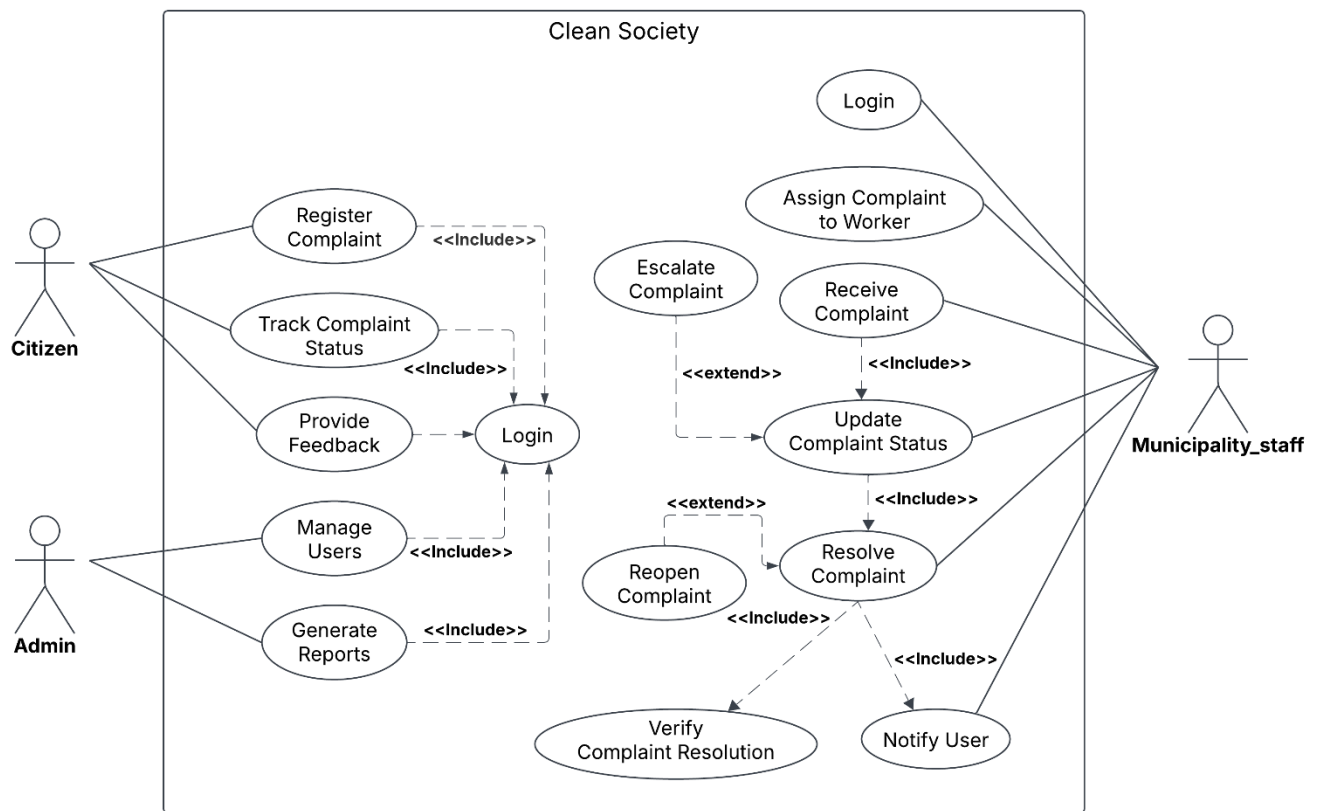 Clean Society
Login
Assign Complaint
to Worker
Register
Complaint
<<Include>>
Escalate
Complaint
Receive
Complaint
Citizen
Track Complaint
Status
<<Include>>
<<extend>>
<<Include>>
Provide
Feedback
Login
Update
Complaint Status
Municipality_staff
Manage
Users
<<Include>>
<<extend>>
<<Include>>
Resolve
Complaint
Reopen
Complaint
<<Include>>
Admin
Generate
Reports
<<Include>>
<<Include>>
Verify
Complaint Resolution
Notify User